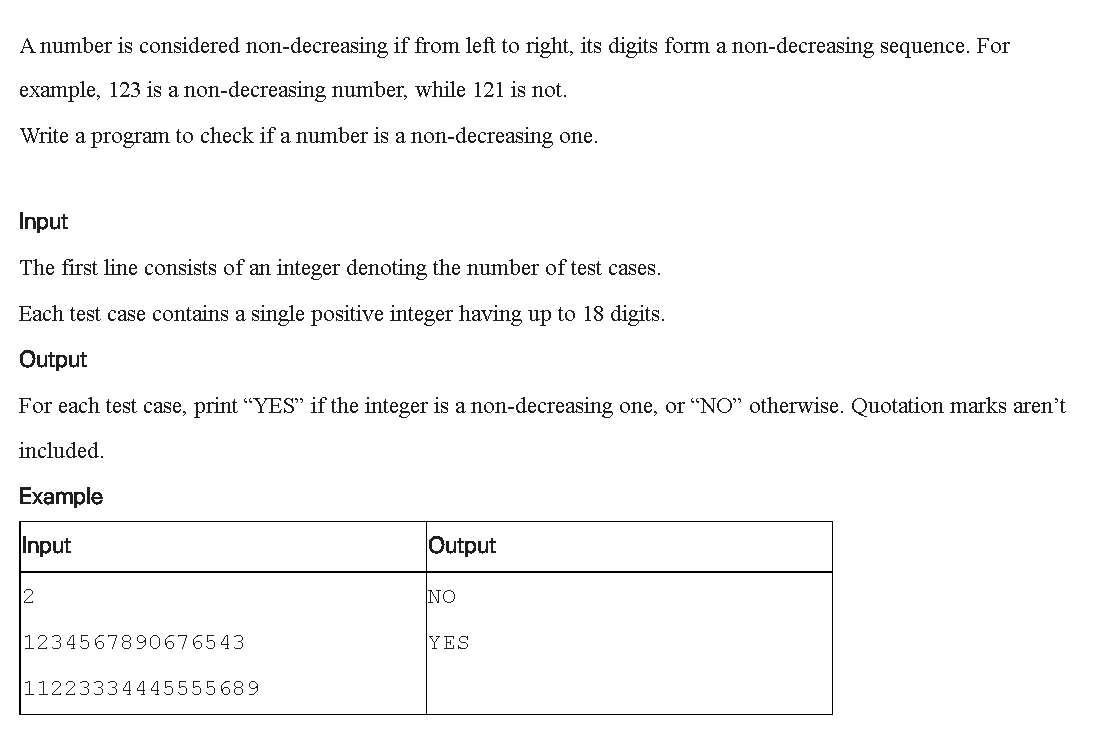 A number is considered non-decreasing if from left to right, its digits form a non-decreasing sequence. For
example, 123 is a non-decreasing number, while 121 is not.
Write a program to check if a number is a non-decreasing one.
Input
The first line consists of an integer denoting the number of test cases.
Each test case contains a single positive integer having up to 18 digits.
Output
For each test case, print “YES” if the integer is a non-decreasing one, or “NO” otherwise. Quotation marks aren’t
included.
Example
Input Output
2 NO
1234567890676543 YES
11223334445555689